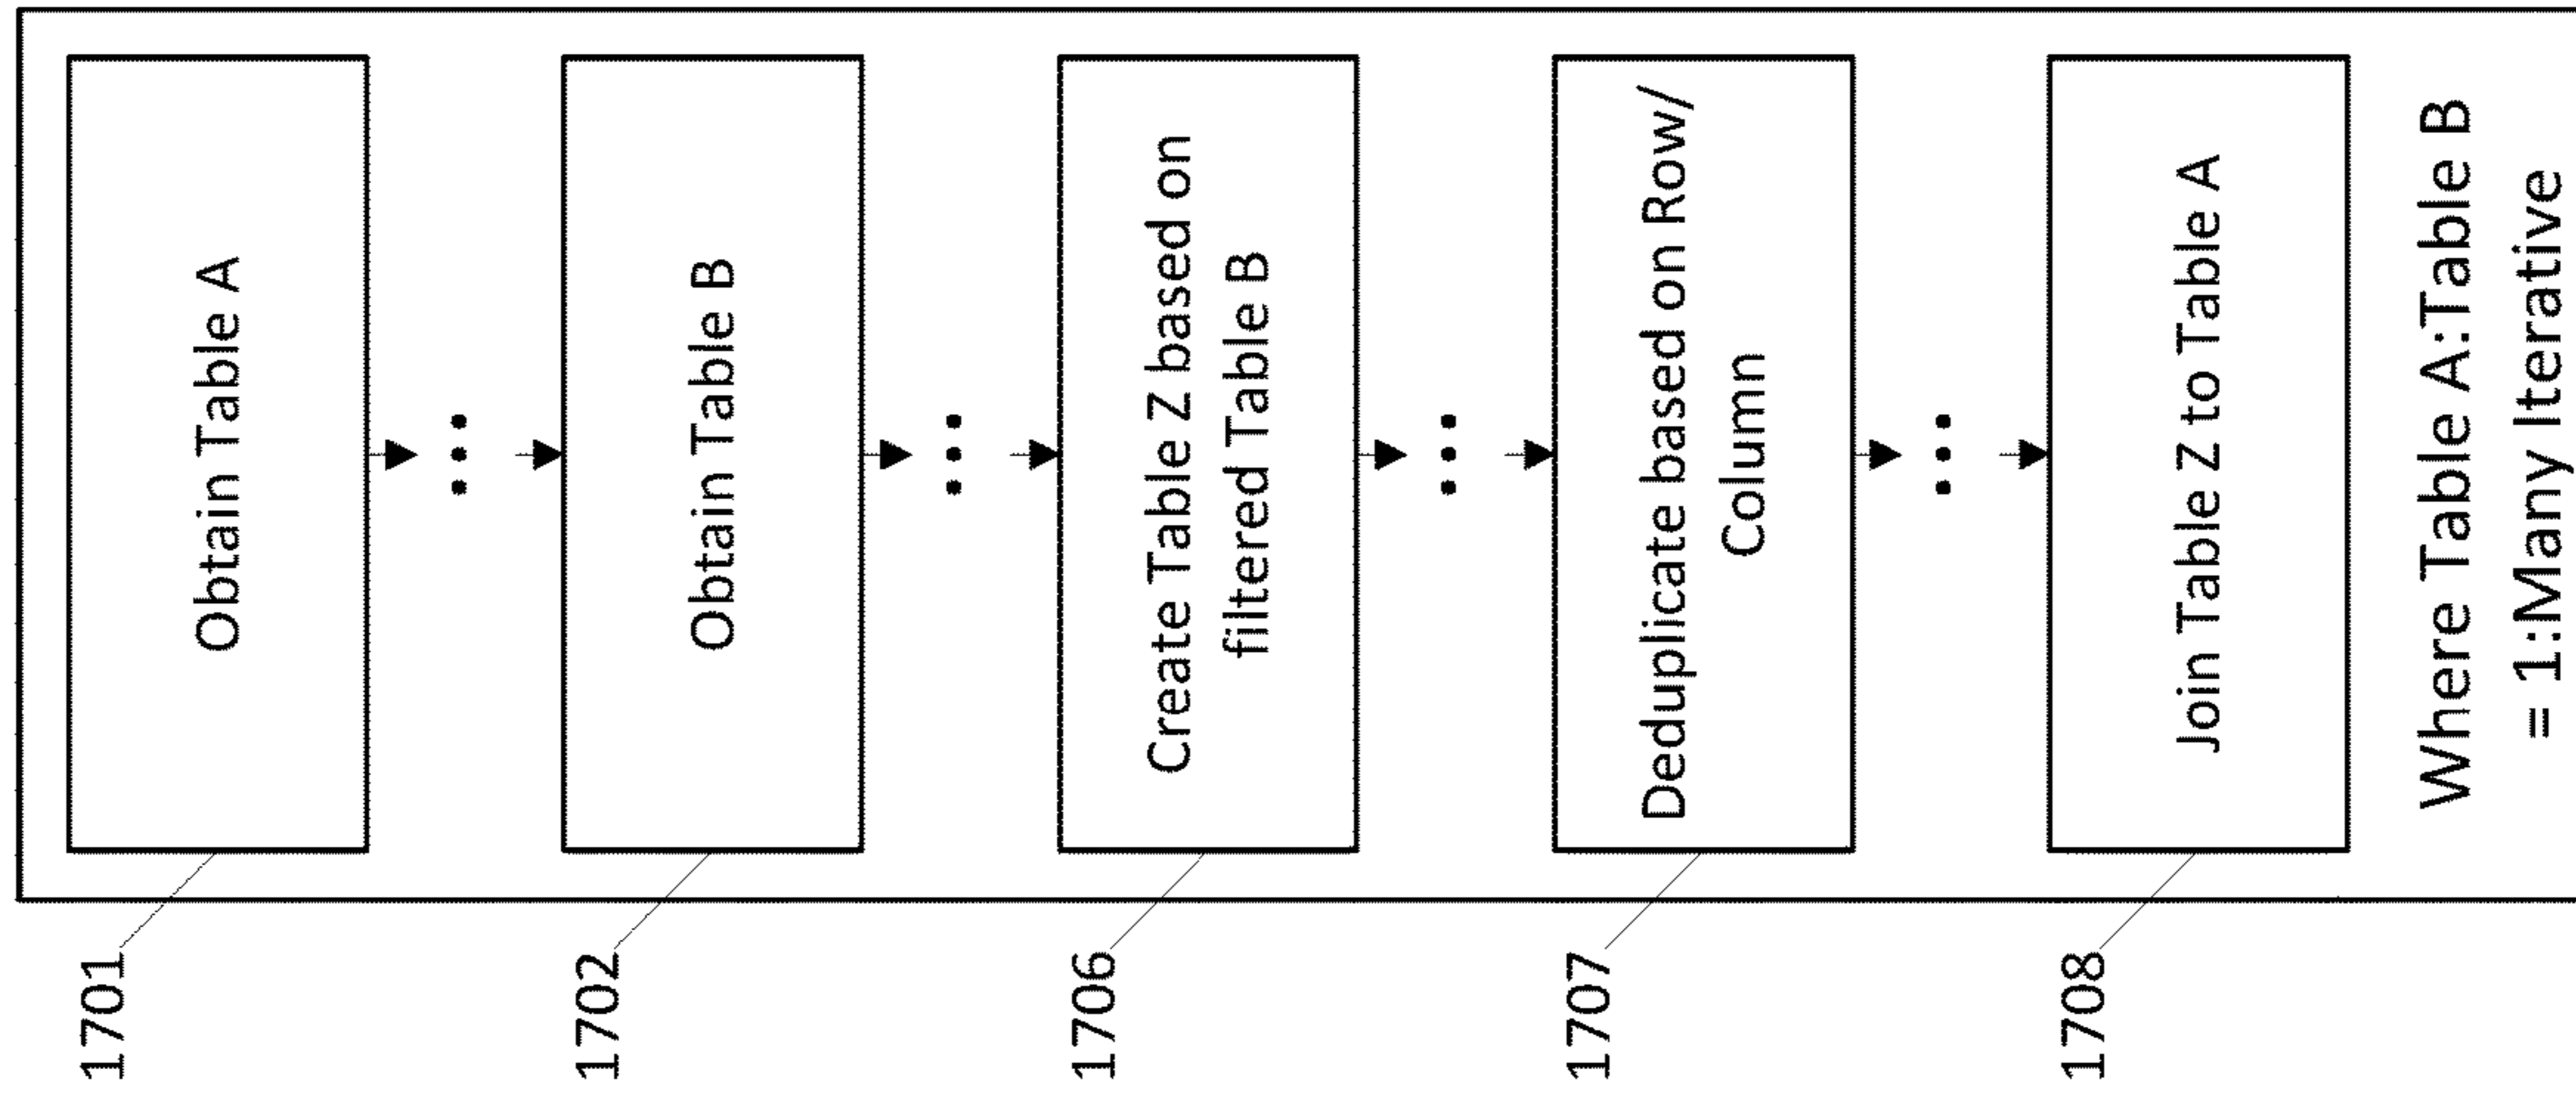 1701
Obtain Table A
1702
Obtain Table B
1706
Create Table Z based on
filtered Table B
1707
Deduplicate based on Row/
Column
1708
Join Table Z to Table A
Where Table A:Table B
= 1:Many Iterative